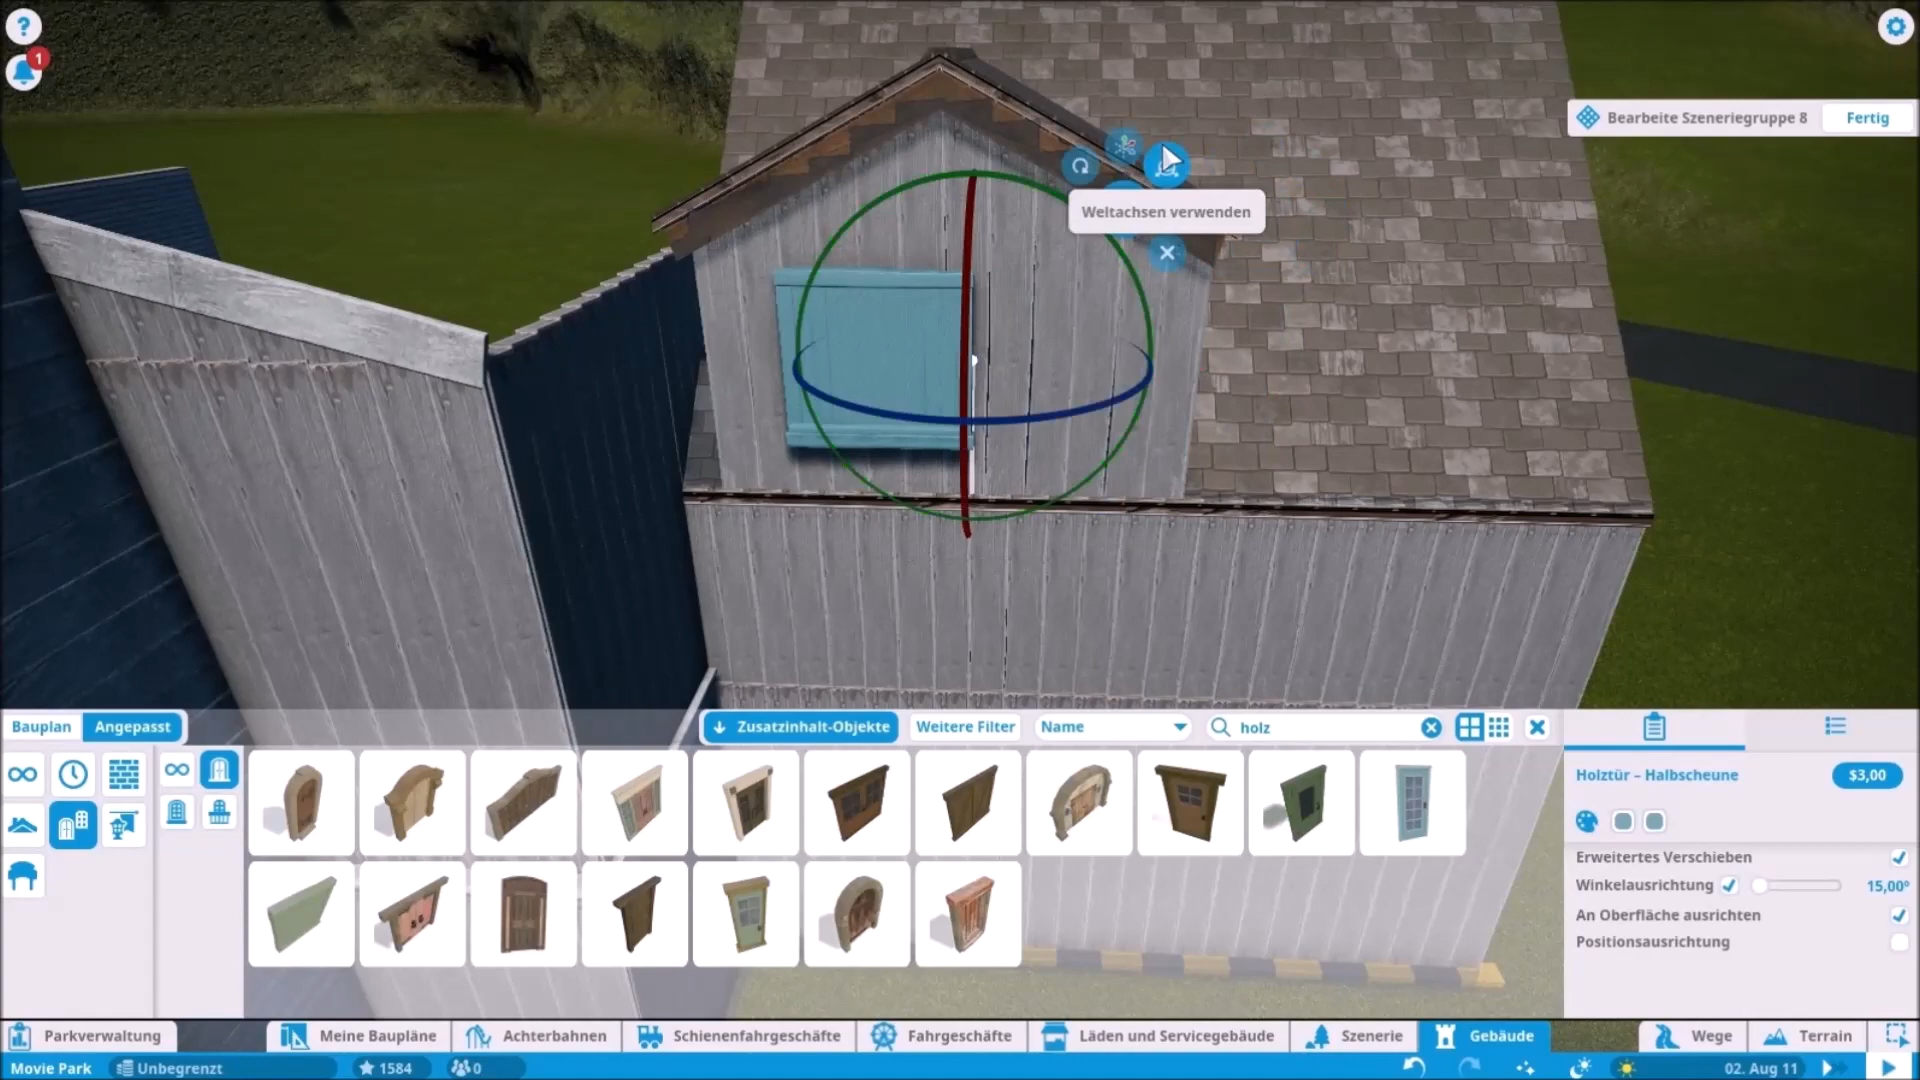 ?
1
Bearbeite Szeneriegruppe 8
Fertig
Weltachsen verwenden
Bauplan
Angepasst
Zusatzinhalt-Objekte
Weitere Filter
Name
holz
Holztür – Halbscheune
$3,00
Erweitertes Verschieben
Winkelausrichtung
15,00°
An Oberfläche ausrichten
Positionsausrichtung
Parkverwaltung
Meine Baupläne
Achterbahnen
Schienenfahrgeschäfte
Fahrgeschäfte
Läden und Servicegebäude
Szenerie
Gebäude
Wege
Terrain
Movie Park
Unbegrenzt
1584
0
02. Aug 11